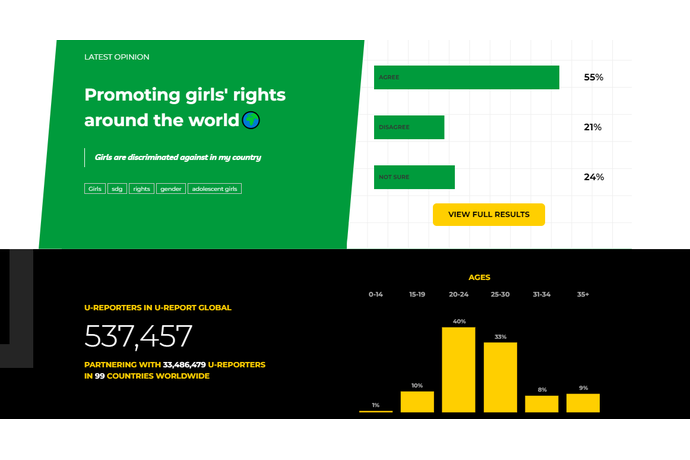 LATEST OPINION
Promoting girls' rights
around the world
Girls are discriminated against in my country
Girls
sdg
rights
gender
adolescent girls
AGREE
55%
DISAGREE
21%
NOT SURE
24%
VIEW FULL RESULTS
U-REPORTERS IN U-REPORT GLOBAL
537,457
PARTNERING WITH 33,486,479 U-REPORTERS
IN 99 COUNTRIES WORLDWIDE
AGES
0-14 15-19 20-24 25-30 31-34 35+
1% 10% 40% 33% 8% 9%